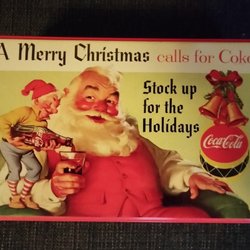 A Merry Christmas calls for Coke
Stock up
for the
Holidays
Coca-Cola